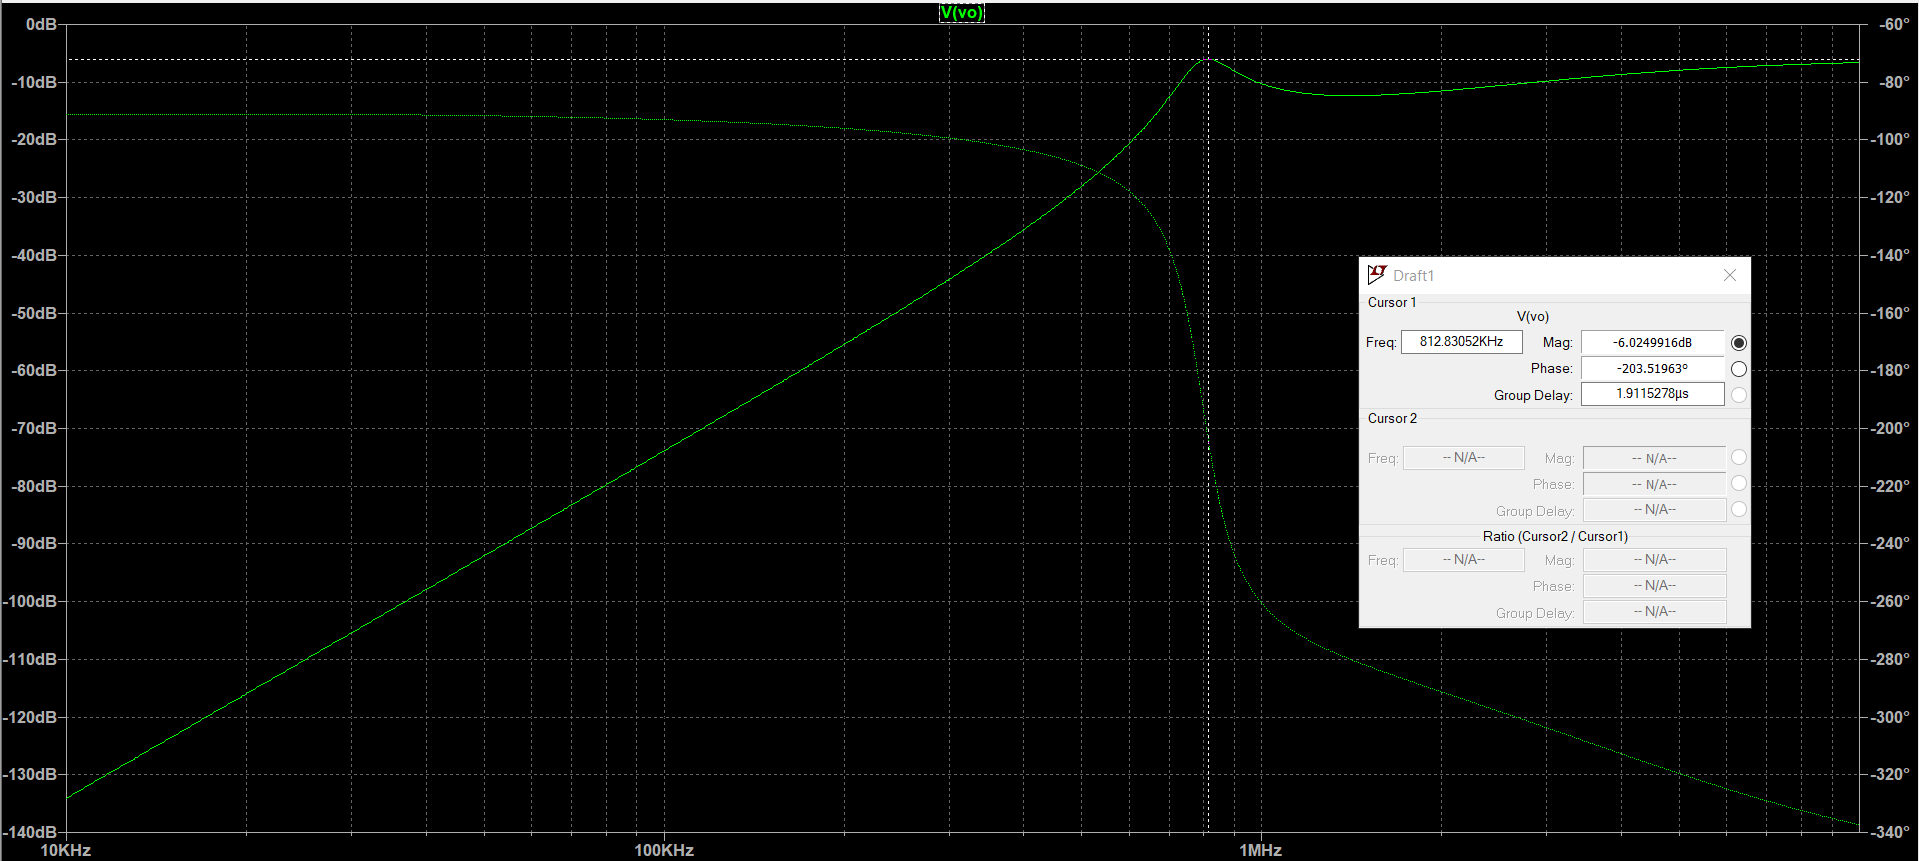 V(vo)
0dB
-10dB
-20dB
-30dB
-40dB
-50dB
-60dB
-70dB
-80dB
-90dB
-100dB
-110dB
-120dB
-130dB
-140dB
-60°
-80°
-100°
-120°
-140°
-160°
-180°
-200°
-220°
-240°
-260°
-280°
-300°
-320°
-340°
10KHz 100KHz 1MHz
Draft1
Cursor 1
V(vo)
Freq: 812.83052KHz Mag: -6.0249916dB
Phase: -203.51963°
Group Delay: 1.9115278µs
Cursor 2
Freq: -- N/A-- Mag: -- N/A--
Phase: -- N/A--
Group Delay: -- N/A--
Ratio (Cursor2 / Cursor1)
Freq: -- N/A-- Mag: -- N/A--
Phase: -- N/A--
Group Delay: -- N/A--